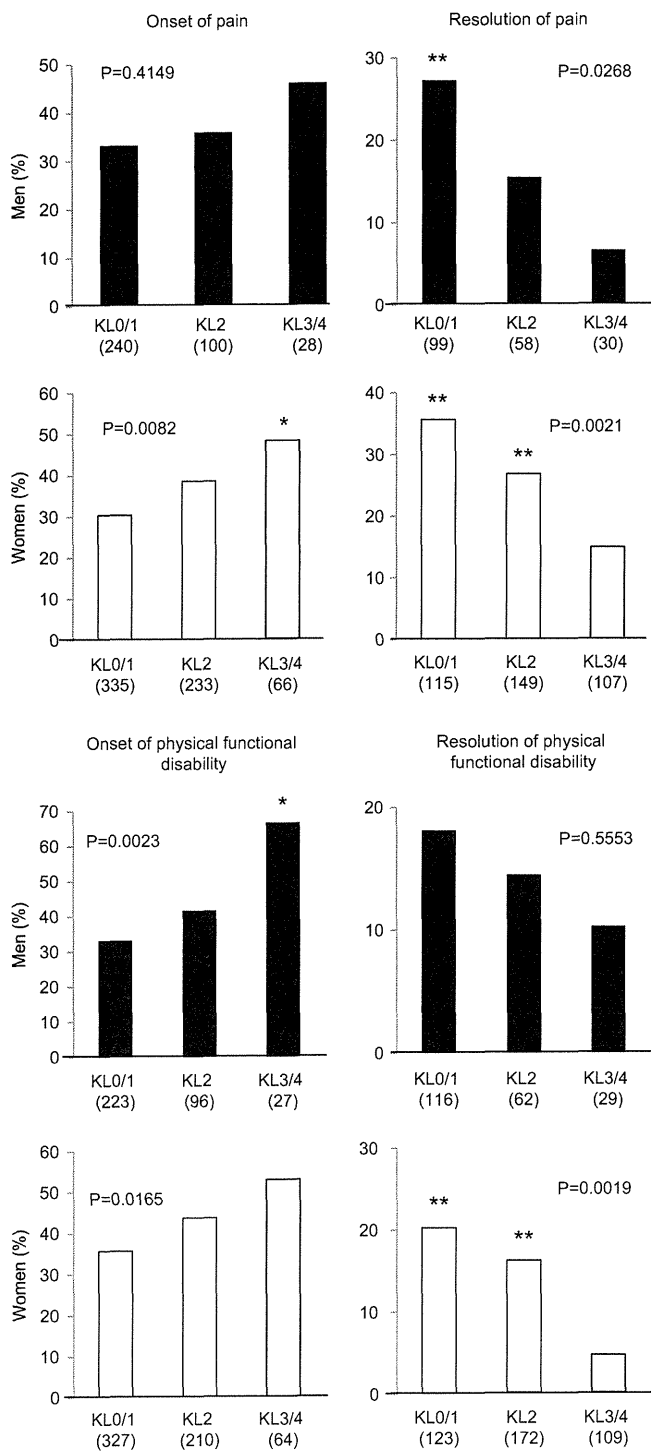 Onset of pain
Resolution of pain
50
40
30
20
10
0
Men (%)
P=0.4149
KL0/1 KL2 KL3/4
(240) (100) (28)
30
20
10
0
**
P=0.0268
KL0/1 KL2 KL3/4
(99) (58) (30)
60
50
40
30
20
10
0
Women (%)
P=0.0082
*
KL0/1 KL2 KL3/4
(335) (233) (66)
40
30
20
10
0
**
**
P=0.0021
KL0/1 KL2 KL3/4
(115) (149) (107)
Onset of physical functional
disability
Resolution of physical
functional disability
70
60
50
40
30
20
10
0
Men (%)
P=0.0023
*
KL0/1 KL2 KL3/4
(223) (96) (27)
20
10
0
P=0.5553
KL0/1 KL2 KL3/4
(116) (62) (29)
60
50
40
30
20
10
0
Women (%)
P=0.0165
KL0/1 KL2 KL3/4
(327) (210) (64)
30
20
10
0
**
**
P=0.0019
KL0/1 KL2 KL3/4
(123) (172) (109)